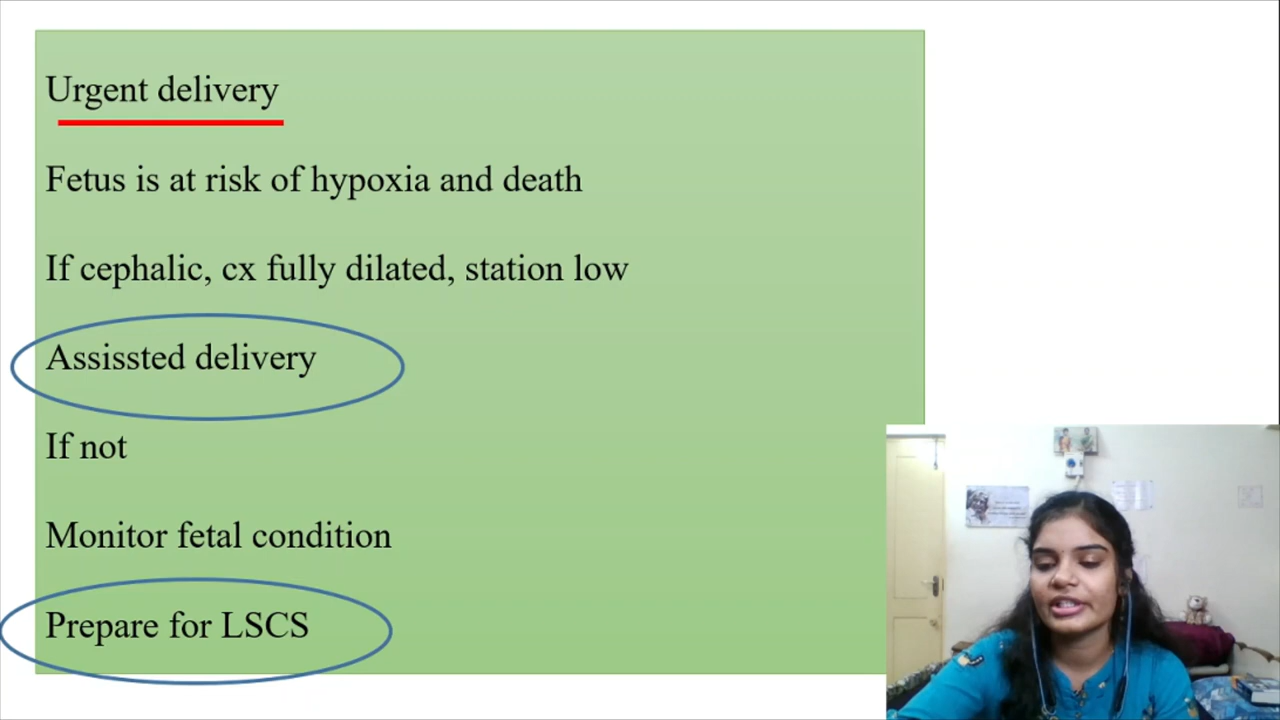 Urgent delivery
Fetus is at risk of hypoxia and death
If cephalic, cx fully dilated, station low
Assissted delivery
If not
Monitor fetal condition
Prepare for LSCS